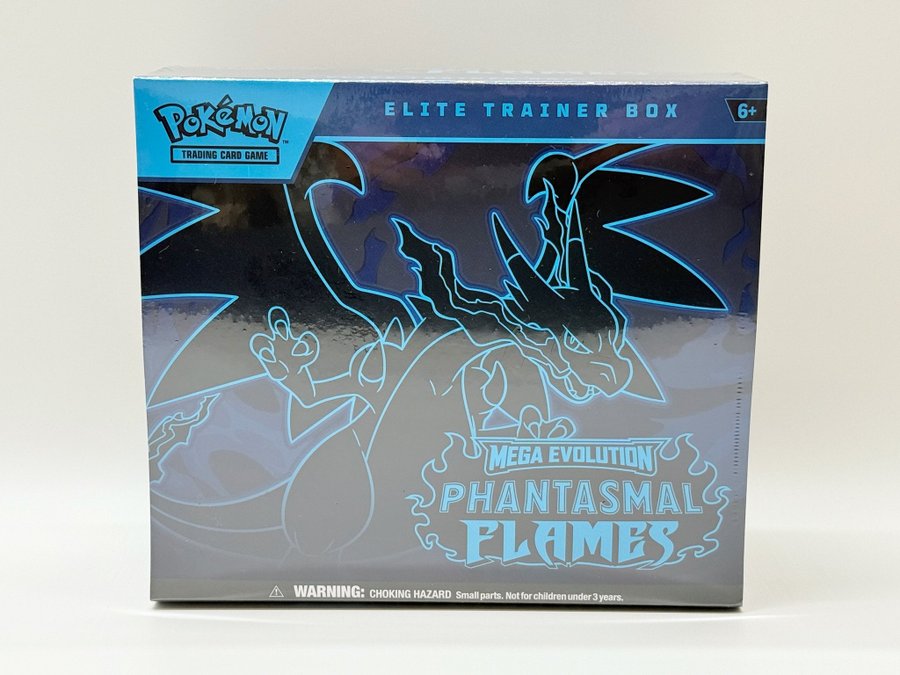 POKéMON
TRADING CARD GAME
ELITE TRAINER BOX
6+
MEGA EVOLUTION
PHANTASMAL
FLAMES
WARNING: CHOKING HAZARD Small parts. Not for children under 3 years.